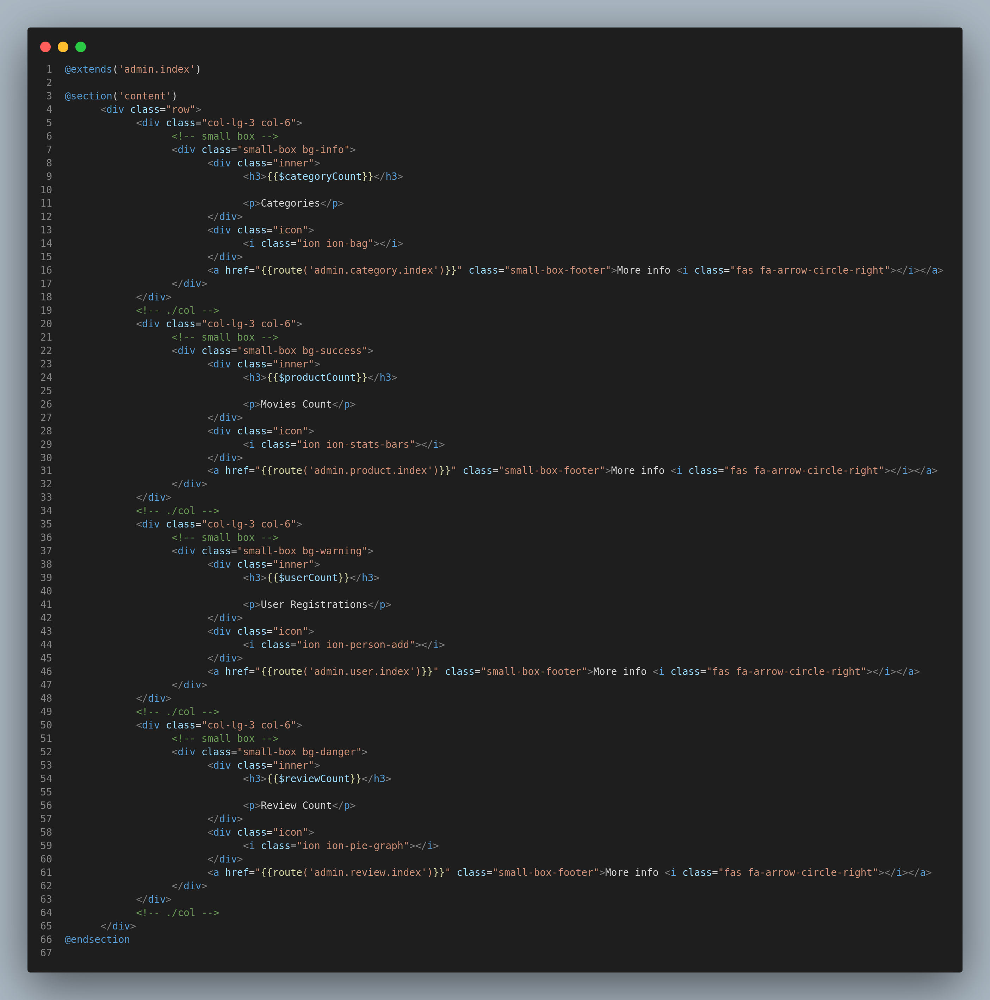 1 @extends('admin.index')
2
3 @section('content')
4       <div class="row">
5             <div class="col-lg-3 col-6">
6                   <!-- small box -->
7                   <div class="small-box bg-info">
8                         <div class="inner">
9                               <h3>{{$categoryCount}}</h3>
10
11                               <p>Categories</p>
12                         </div>
13                         <div class="icon">
14                               <i class="ion ion-bag"></i>
15                         </div>
16                         <a href="{{route('admin.category.index')}}" class="small-box-footer">More info <i class="fas fa-arrow-circle-right"></i></a>
17                   </div>
18             </div>
19             <!-- ./col -->
20             <div class="col-lg-3 col-6">
21                   <!-- small box -->
22                   <div class="small-box bg-success">
23                         <div class="inner">
24                               <h3>{{$productCount}}</h3>
25
26                               <p>Movies Count</p>
27                         </div>
28                         <div class="icon">
29                               <i class="ion ion-stats-bars"></i>
30                         </div>
31                         <a href="{{route('admin.product.index')}}" class="small-box-footer">More info <i class="fas fa-arrow-circle-right"></i></a>
32                   </div>
33             </div>
34             <!-- ./col -->
35             <div class="col-lg-3 col-6">
36                   <!-- small box -->
37                   <div class="small-box bg-warning">
38                         <div class="inner">
39                               <h3>{{$userCount}}</h3>
40
41                               <p>User Registrations</p>
42                         </div>
43                         <div class="icon">
44                               <i class="ion ion-person-add"></i>
45                         </div>
46                         <a href="{{route('admin.user.index')}}" class="small-box-footer">More info <i class="fas fa-arrow-circle-right"></i></a>
47                   </div>
48             </div>
49             <!-- ./col -->
50             <div class="col-lg-3 col-6">
51                   <!-- small box -->
52                   <div class="small-box bg-danger">
53                         <div class="inner">
54                               <h3>{{$reviewCount}}</h3>
55
56                               <p>Review Count</p>
57                         </div>
58                         <div class="icon">
59                               <i class="ion ion-pie-graph"></i>
60                         </div>
61                         <a href="{{route('admin.review.index')}}" class="small-box-footer">More info <i class="fas fa-arrow-circle-right"></i></a>
62                   </div>
63             </div>
64             <!-- ./col -->
65       </div>
66 @endsection
67